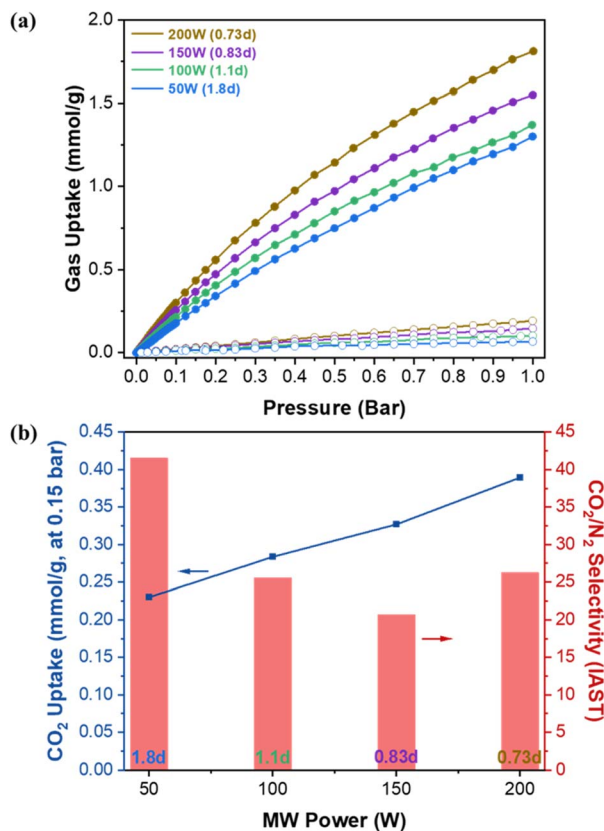 (a)
200W (0.73d)
150W (0.83d)
100W (1.1d)
50W (1.8d)
Gas Uptake (mmol/g)
2.0
1.5
1.0
0.5
0.0
0.0 0.1 0.2 0.3 0.4 0.5 0.6 0.7 0.8 0.9 1.0
Pressure (Bar)
(b)
CO₂ Uptake (mmol/g, at 0.15 bar)
0.45
0.40
0.35
0.30
0.25
0.20
0.15
0.10
0.05
0.00
45
40
35
30
25
20
15
10
5
0
CO₂/N₂ Selectivity (IAST)
1.8d 1.1d 0.83d 0.73d
50 100 150 200
MW Power (W)